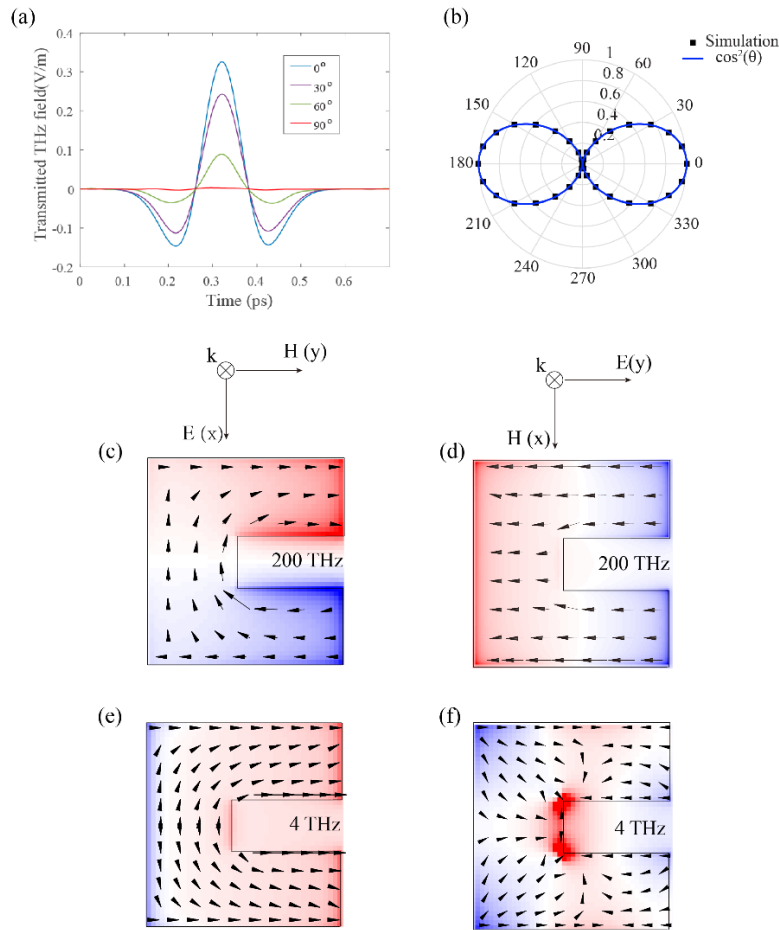 (a)
Transmitted THz field(V/m)
0.4
0.3
0.2
0.1
0
-0.1
-0.2
0
0.1
0.2
0.3
0.4
0.5
0.6
Time (ps)
0°
30°
60°
90°
(b)
Simulation
cos²(θ)
90
60
30
0
330
300
270
240
210
180
150
120
1
0.8
0.6
0.4
0.2
k
H (y)
E (x)
k
E(y)
H (x)
(c)
200 THz
(d)
200 THz
(e)
4 THz
(f)
4 THz